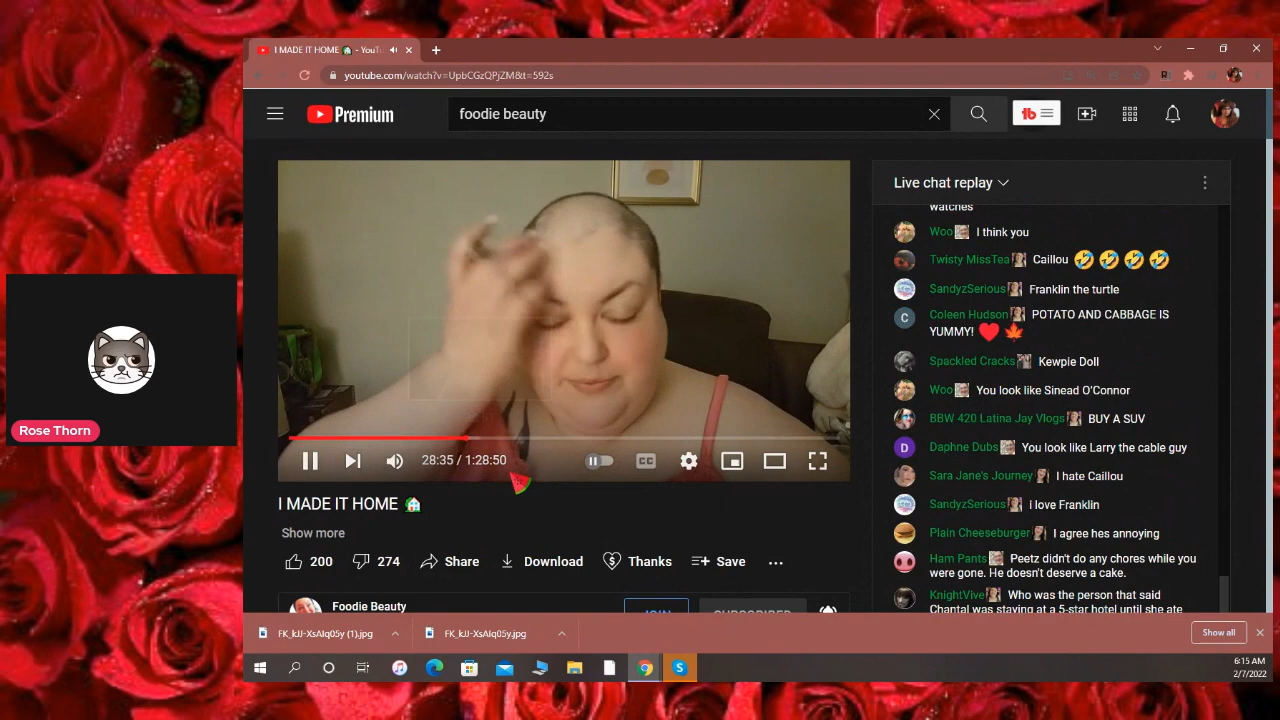 I MADE IT HOME 🏠 - YouTu
youtube.com/watch?v=UpbCGzQPjZM&t=592s
Premium
foodie beauty
Live chat replay
watches
Woo I think you
Twisty MissTea Caillou 🤣 🤣 🤣 🤣
SandyzSerious Franklin the turtle
Coleen Hudson POTATO AND CABBAGE IS
YUMMY! ❤️ 🍁
Spackled Cracks Kewpie Doll
Woo You look like Sinead O'Connor
BBW 420 Latina Jay Vlogs BUY A SUV
Daphne Dubs You look like Larry the cable guy
Sara Jane's Journey I hate Caillou
SandyzSerious i love Franklin
Plain Cheeseburger I agree hes annoying
Ham Pants Peetz didn't do any chores while you
were gone. He doesn't deserve a cake.
KnightVive Who was the person that said
Chantal was staying at a 5-star hotel until she ate
Rose Thorn
28:35 / 1:28:50
CC
I MADE IT HOME 🏠
Show more
200 274 Share Download Thanks Save
Foodie Beauty
JOIN SUBSCRIBED
FK_kJJ-XsAIq05y (1).jpg FK_kJJ-XsAIq05y.jpg Show all
6:15 AM
2/7/2022